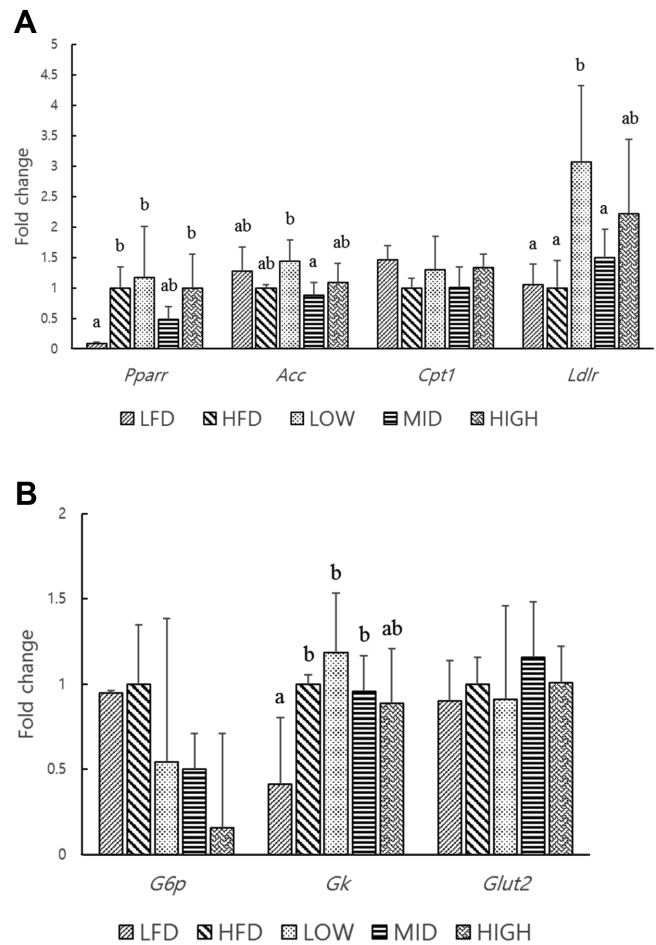 A
5
4.5
4
3.5
3
2.5
2
1.5
1
0.5
0
Fold change
a b b ab b
ab ab b a ab
a a b a ab
Pparr Acc Cpt1 Ldlr
LFD HFD LOW MID HIGH
B
2
1.5
1
0.5
0
Fold change
a b b b ab
G6p Gk Glut2
LFD HFD LOW MID HIGH